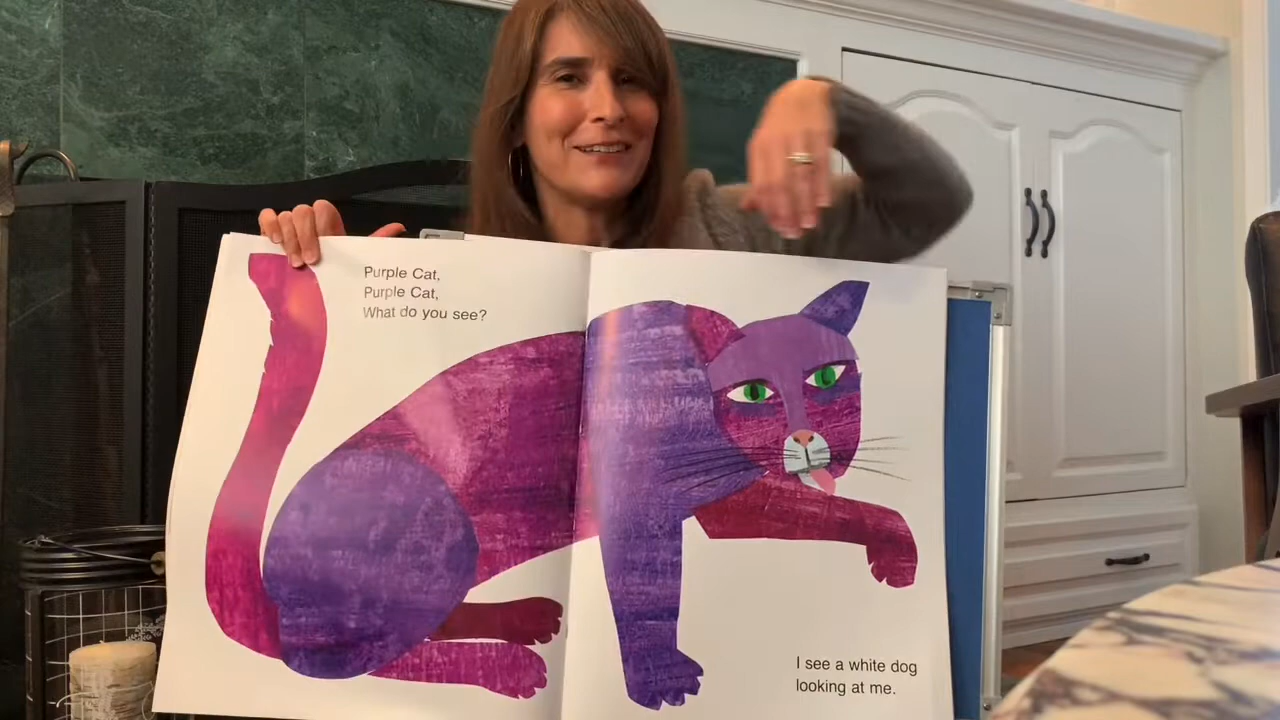 Purple Cat,
Purple Cat,
What do you see?
I see a white dog
looking at me.